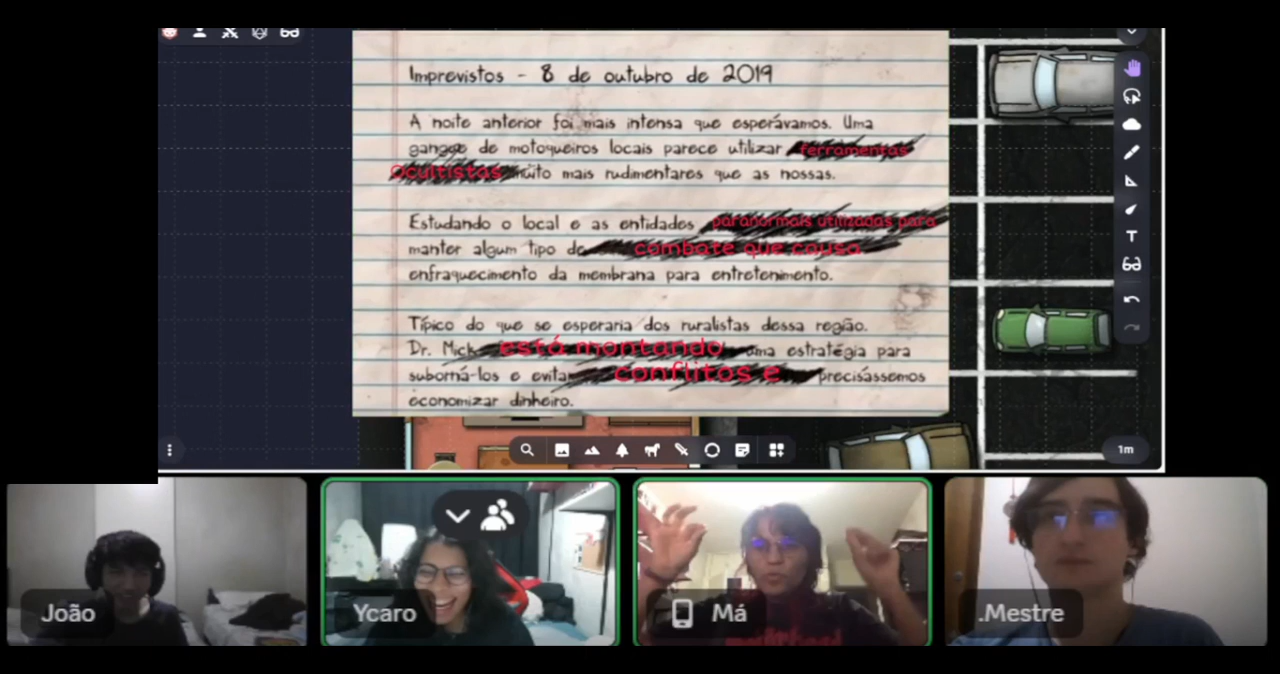 Imprevistos - 8 de outubro de 2019
A noite anterior foi mais intensa que esperávamos. Uma
gangue de motoqueiros locais parece utilizar ferramentas
Ocultistas muito mais rudimentares que as nossas.
Estudando o local e as entidades paranormais utilizadas para
manter algum tipo de combate que causa
enfraquecimento da membrana para entretenimento.
Típico do que se esperaria dos ruralistas dessa região.
Dr. Mick está montando uma estratégia para
suborná-los e evitar conflitos e precisássemos
economizar dinheiro.
T
1m
João
Ycaro
Má
.Mestre